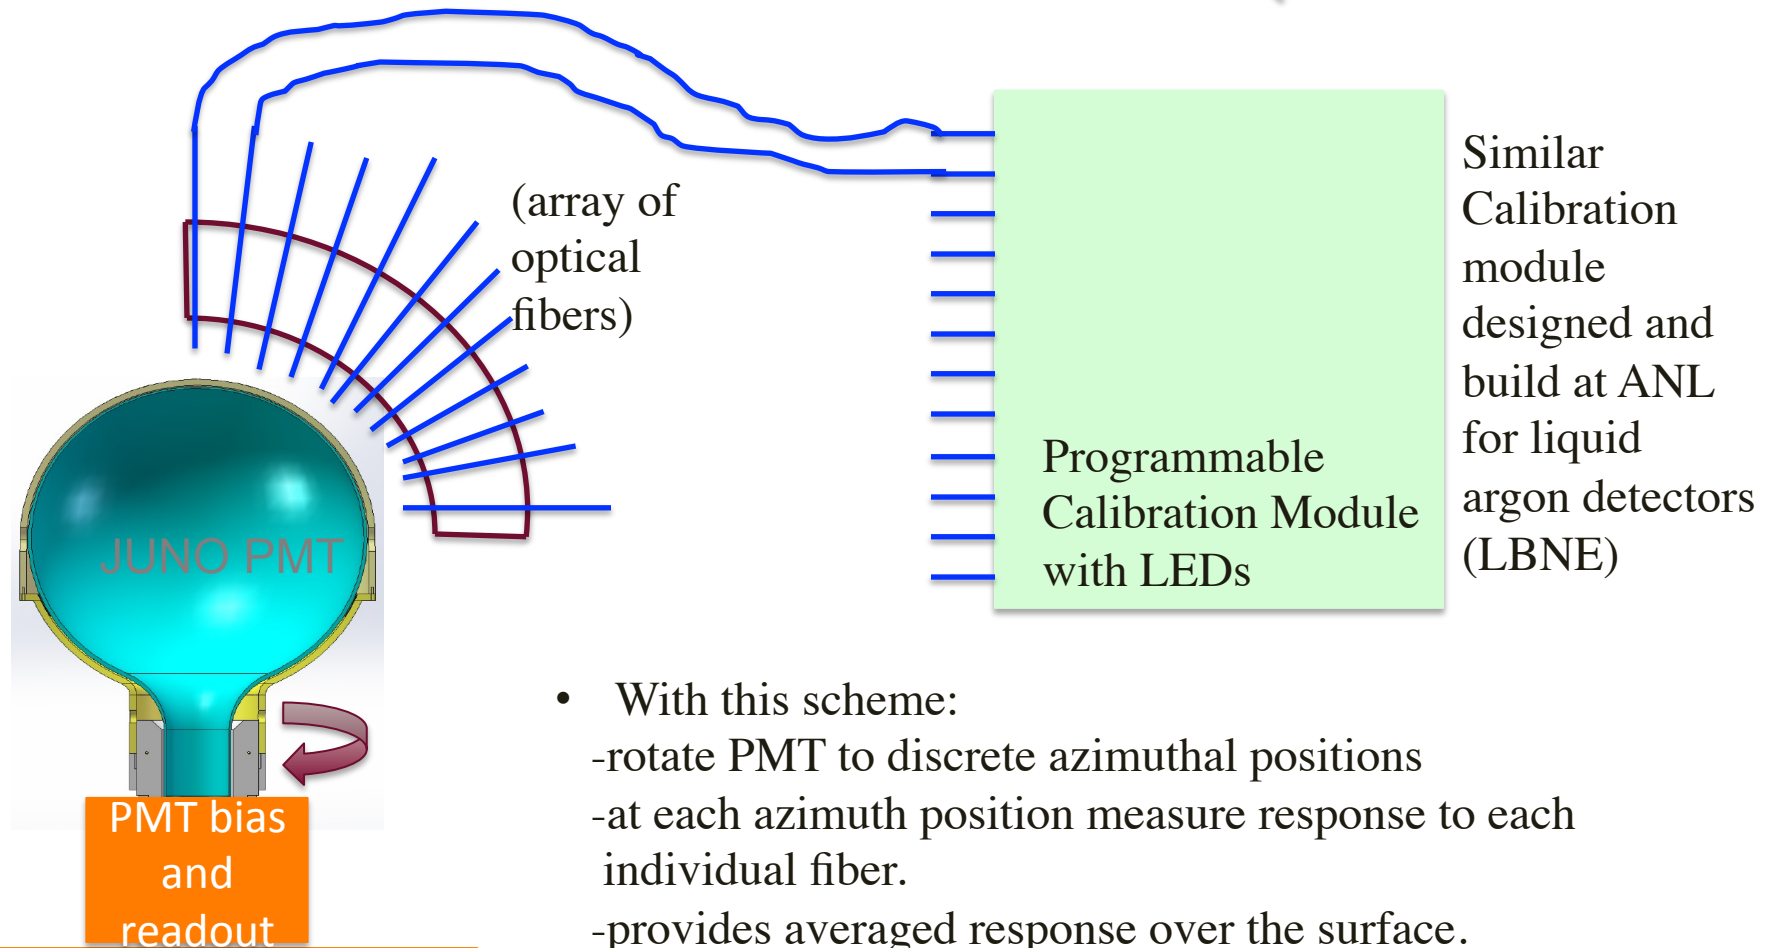 (array of
optical
fibers)
Similar
Calibration
module
designed and
build at ANL
for liquid
argon detectors
(LBNE)
Programmable
Calibration Module
with LEDs
JUNO PMT
PMT bias
and
readout
• With this scheme:
-rotate PMT to discrete azimuthal positions
-at each azimuth position measure response to each
individual fiber.
-provides averaged response over the surface.